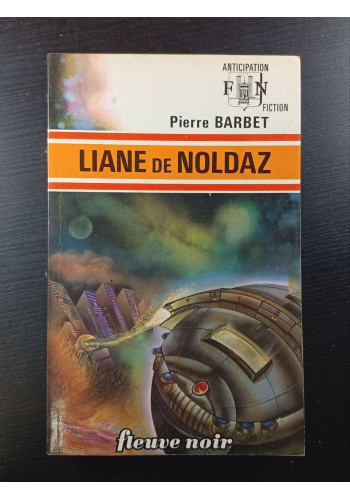 ANTICIPATION
F N
FICTION
Pierre BARBET
LIANE DE NOLDAZ
fleuve noir